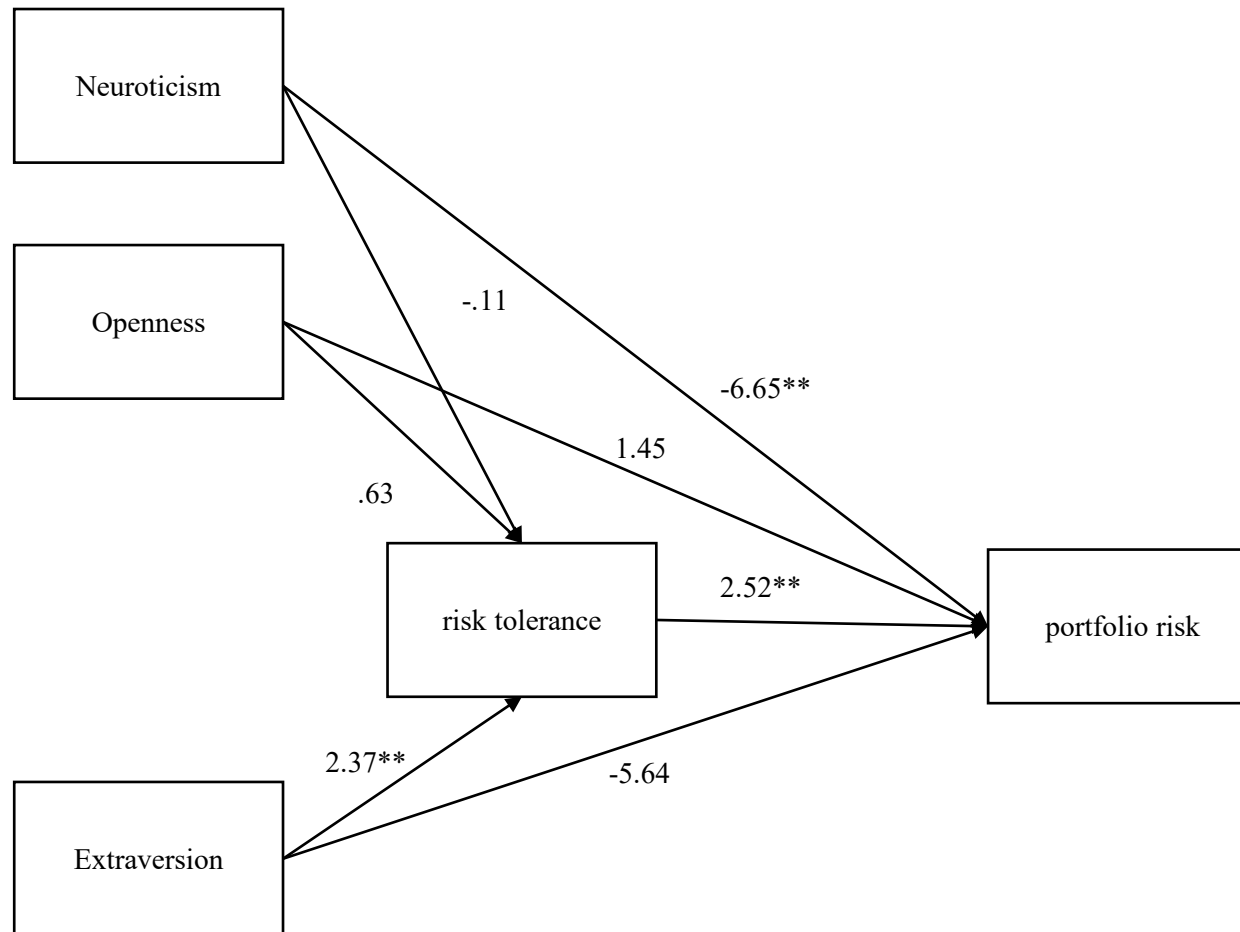 Neuroticism
-.11
Openness
-6.65**
1.45
.63
2.52**
risk tolerance
portfolio risk
2.37**
-5.64
Extraversion